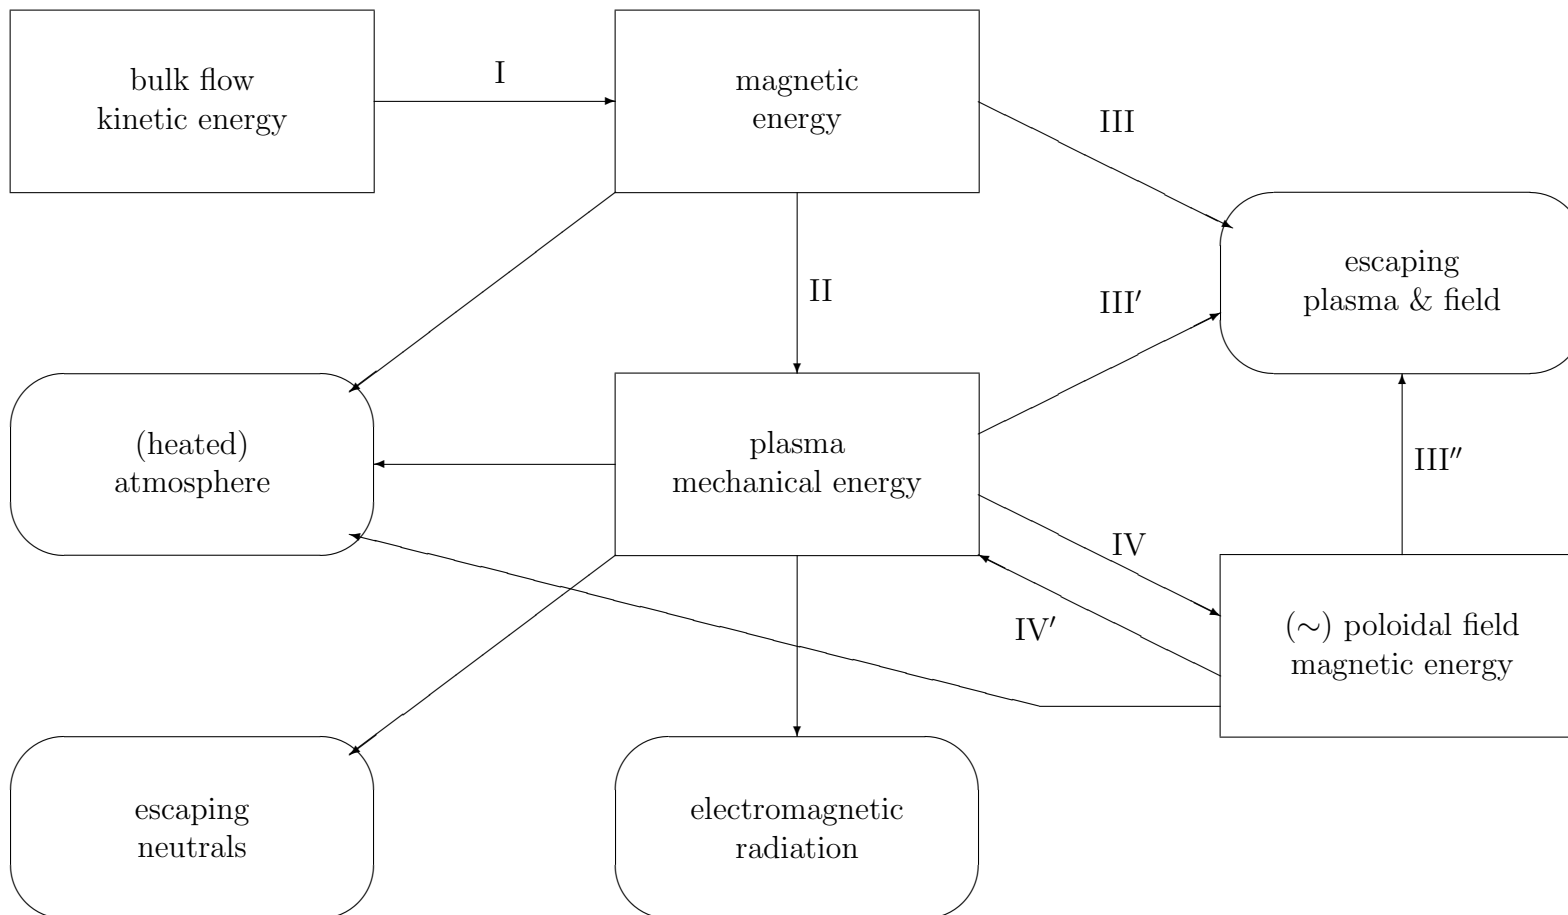 bulk flow
kinetic energy
I
magnetic
energy
III
escaping
plasma & field
II
III′
(heated)
atmosphere
plasma
mechanical energy
III″
IV
IV′
(∼) poloidal field
magnetic energy
escaping
neutrals
electromagnetic
radiation